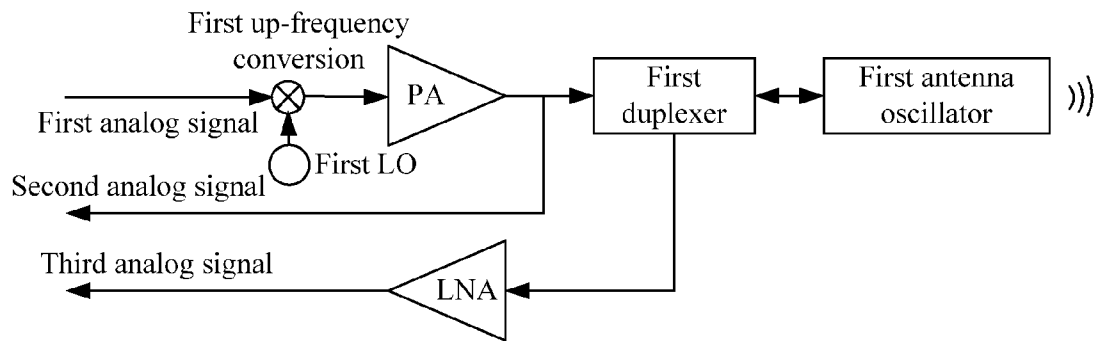 First up-frequency
conversion
PA
First
duplexer
First antenna
oscillator
First analog signal
First LO
Second analog signal
Third analog signal
LNA